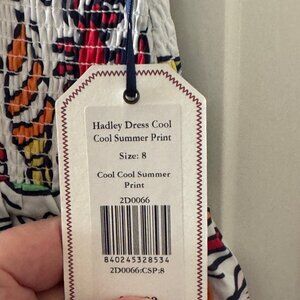 Hadley Dress Cool
Cool Summer Print
Size: 8
Cool Cool Summer
Print
2D0066
840245328534
2D0066:CSP:8